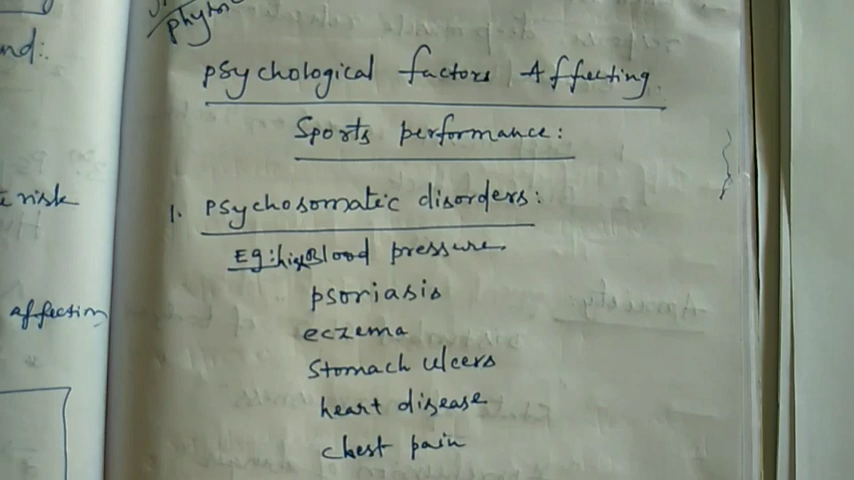 nd:
risk
affection
psychological factors Affecting
Sports performance:
1. psychosomatic disorders:
Eg: high Blood pressure
psoriasis
eczema
Stomach ulcers
heart disease
chest pain